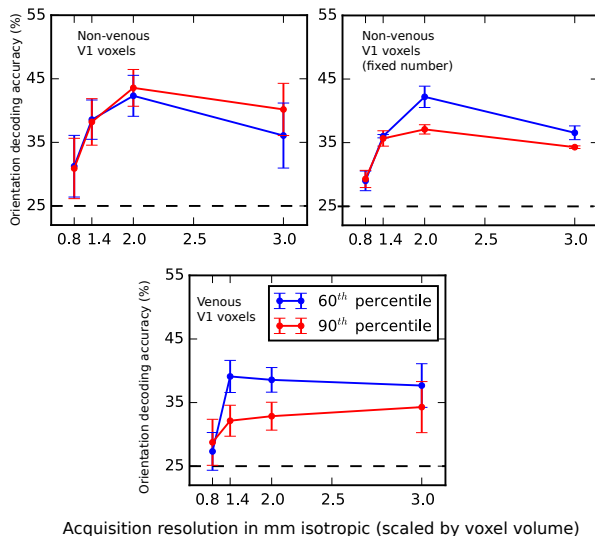 55
45
35
25
Orientation decoding accuracy (%)
Non-venous
V1 voxels
0.8 1.4 2.0 2.5 3.0
55
45
35
25
Non-venous
V1 voxels
(fixed number)
0.8 1.4 2.0 2.5 3.0
55
45
35
25
Orientation decoding accuracy (%)
Venous
V1 voxels
60th percentile
90th percentile
0.8 1.4 2.0 2.5 3.0
Acquisition resolution in mm isotropic (scaled by voxel volume)